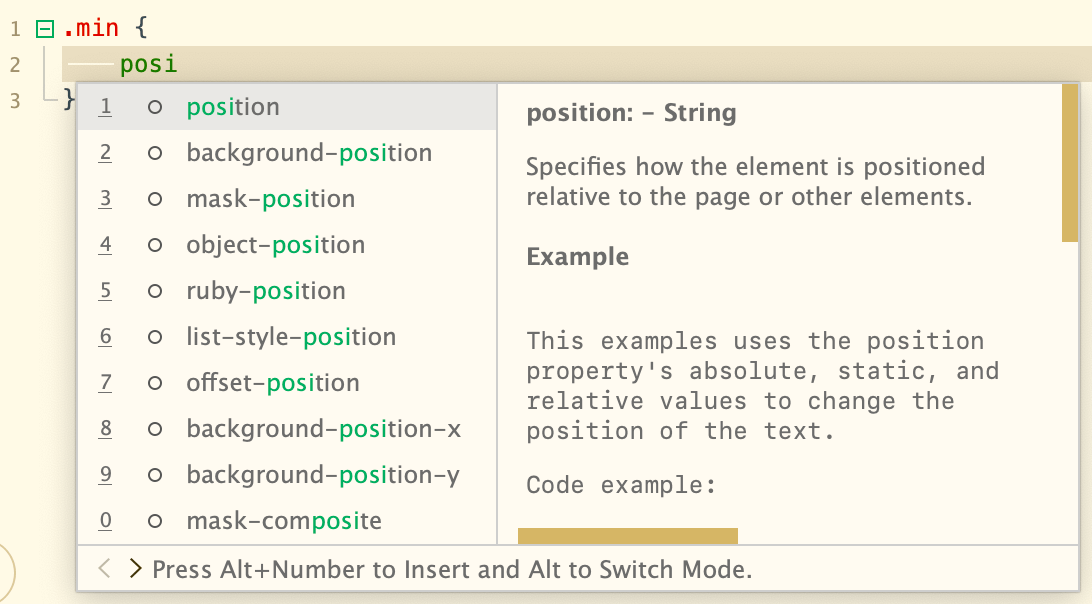 1 .min {
2 posi
3 }
1 position
2 background-position
3 mask-position
4 object-position
5 ruby-position
6 list-style-position
7 offset-position
8 background-position-x
9 background-position-y
0 mask-composite
position: – String
Specifies how the element is positioned
relative to the page or other elements.
Example
This examples uses the position
property's absolute, static, and
relative values to change the
position of the text.
Code example:
Press Alt+Number to Insert and Alt to Switch Mode.